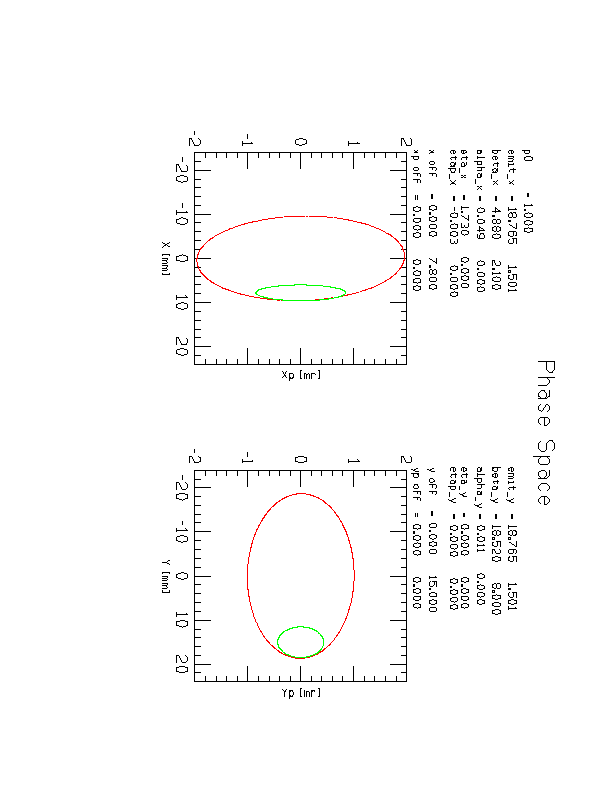 Phase Space
p0 = 1.000
emit_x = 18.765 1.501
beta_x = 4.880 2.100
alpha_x = 0.049 0.000
eta_x = 1.730 0.000
etap_x = -0.003 0.000
x off = 0.000 7.800
xp off = 0.000 0.000
2
1
0
-1
-2
-20 -10 0 10 20
X [mm]
Xp [mr]
emit_y = 18.765 1.501
beta_y = 18.520 8.000
alpha_y = 0.011 0.000
eta_y = 0.000 0.000
etap_y = 0.000 0.000
y off = 0.000 15.000
yp off = 0.000 0.000
2
1
0
-1
-2
-20 -10 0 10 20
Y [mm]
Yp [mr]